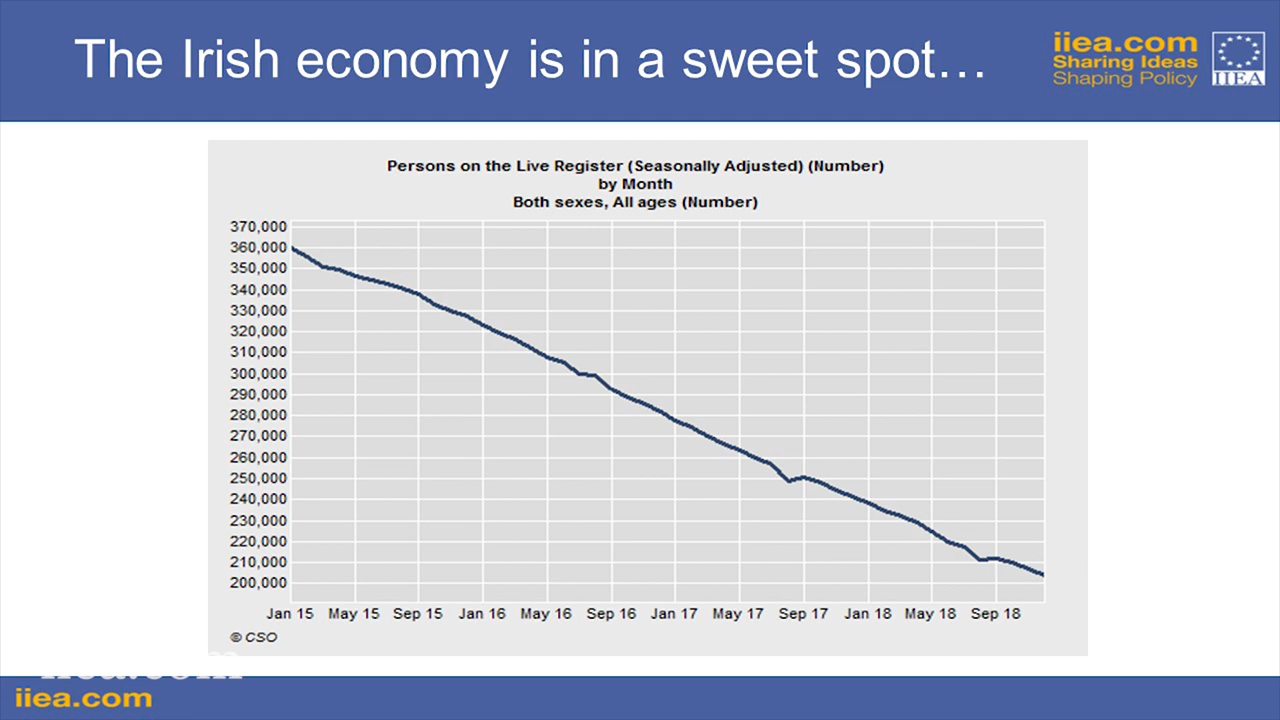 The Irish economy is in a sweet spot…
iiea.com
Sharing Ideas
Shaping Policy
IIEA
Persons on the Live Register (Seasonally Adjusted) (Number)
by Month
Both sexes, All ages (Number)
370,000
360,000
350,000
340,000
330,000
320,000
310,000
300,000
290,000
280,000
270,000
260,000
250,000
240,000
230,000
220,000
210,000
200,000
Jan 15 May 15 Sep 15 Jan 16 May 16 Sep 16 Jan 17 May 17 Sep 17 Jan 18 May 18 Sep 18
© CSO
iiea.com
iiea.com